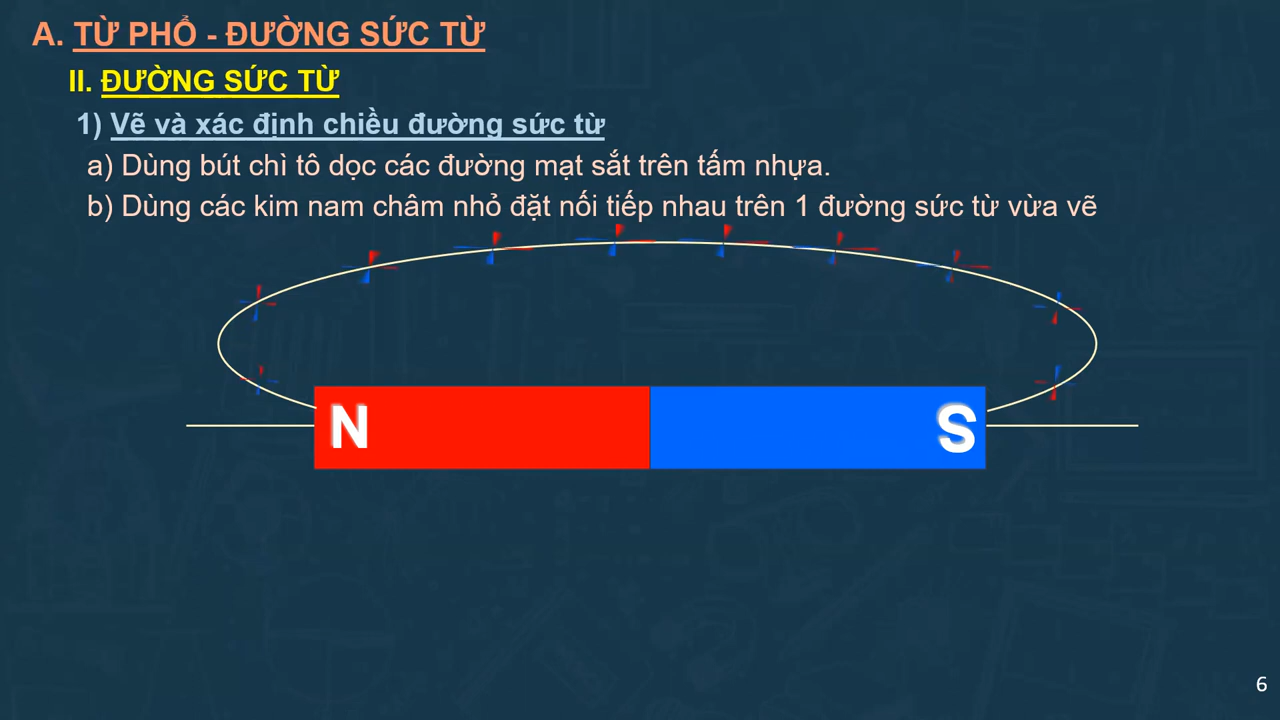 A. TỪ PHỔ - ĐƯỜNG SỨC TỪ
II. ĐƯỜNG SỨC TỪ
1) Vẽ và xác định chiều đường sức từ
a) Dùng bút chì tô dọc các đường mạt sắt trên tấm nhựa.
b) Dùng các kim nam châm nhỏ đặt nối tiếp nhau trên 1 đường sức từ vừa vẽ
N S
6